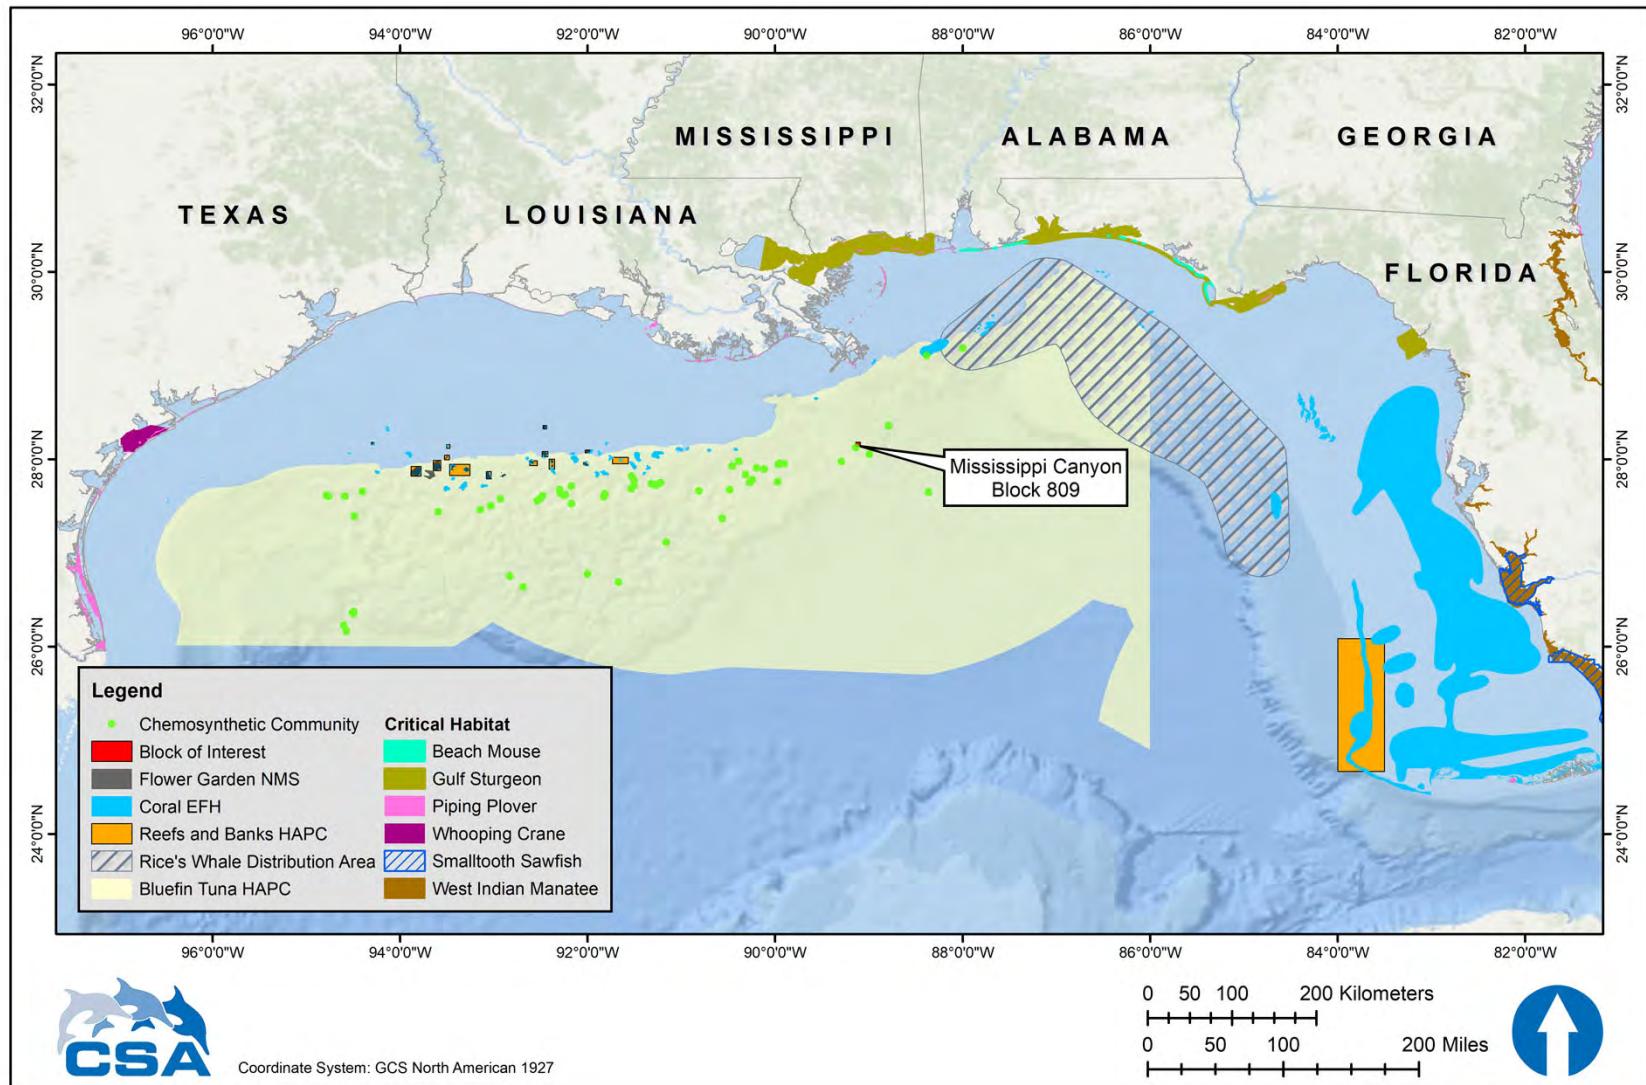 96°0'0"W 94°0'0"W 92°0'0"W 90°0'0"W 88°0'0"W 86°0'0"W 84°0'0"W 82°0'0"W
32°0'0"N 32°0'0"N
MISSISSIPPI ALABAMA GEORGIA
TEXAS LOUISIANA
30°0'0"N FLORIDA 30°0'0"N
28°0'0"N 28°0'0"N
Mississippi Canyon
Block 809
26°0'0"N 26°0'0"N
Legend
Chemosynthetic Community
Block of Interest
Flower Garden NMS
Coral EFH
Reefs and Banks HAPC
Rice's Whale Distribution Area
Bluefin Tuna HAPC
Critical Habitat
Beach Mouse
Gulf Sturgeon
Piping Plover
Whooping Crane
Smalltooth Sawfish
West Indian Manatee
24°0'0"N 24°0'0"N
96°0'0"W 94°0'0"W 92°0'0"W 90°0'0"W 88°0'0"W 86°0'0"W 84°0'0"W 82°0'0"W
CSA
Coordinate System: GCS North American 1927
0 50 100 200 Kilometers
0 50 100 200 Miles